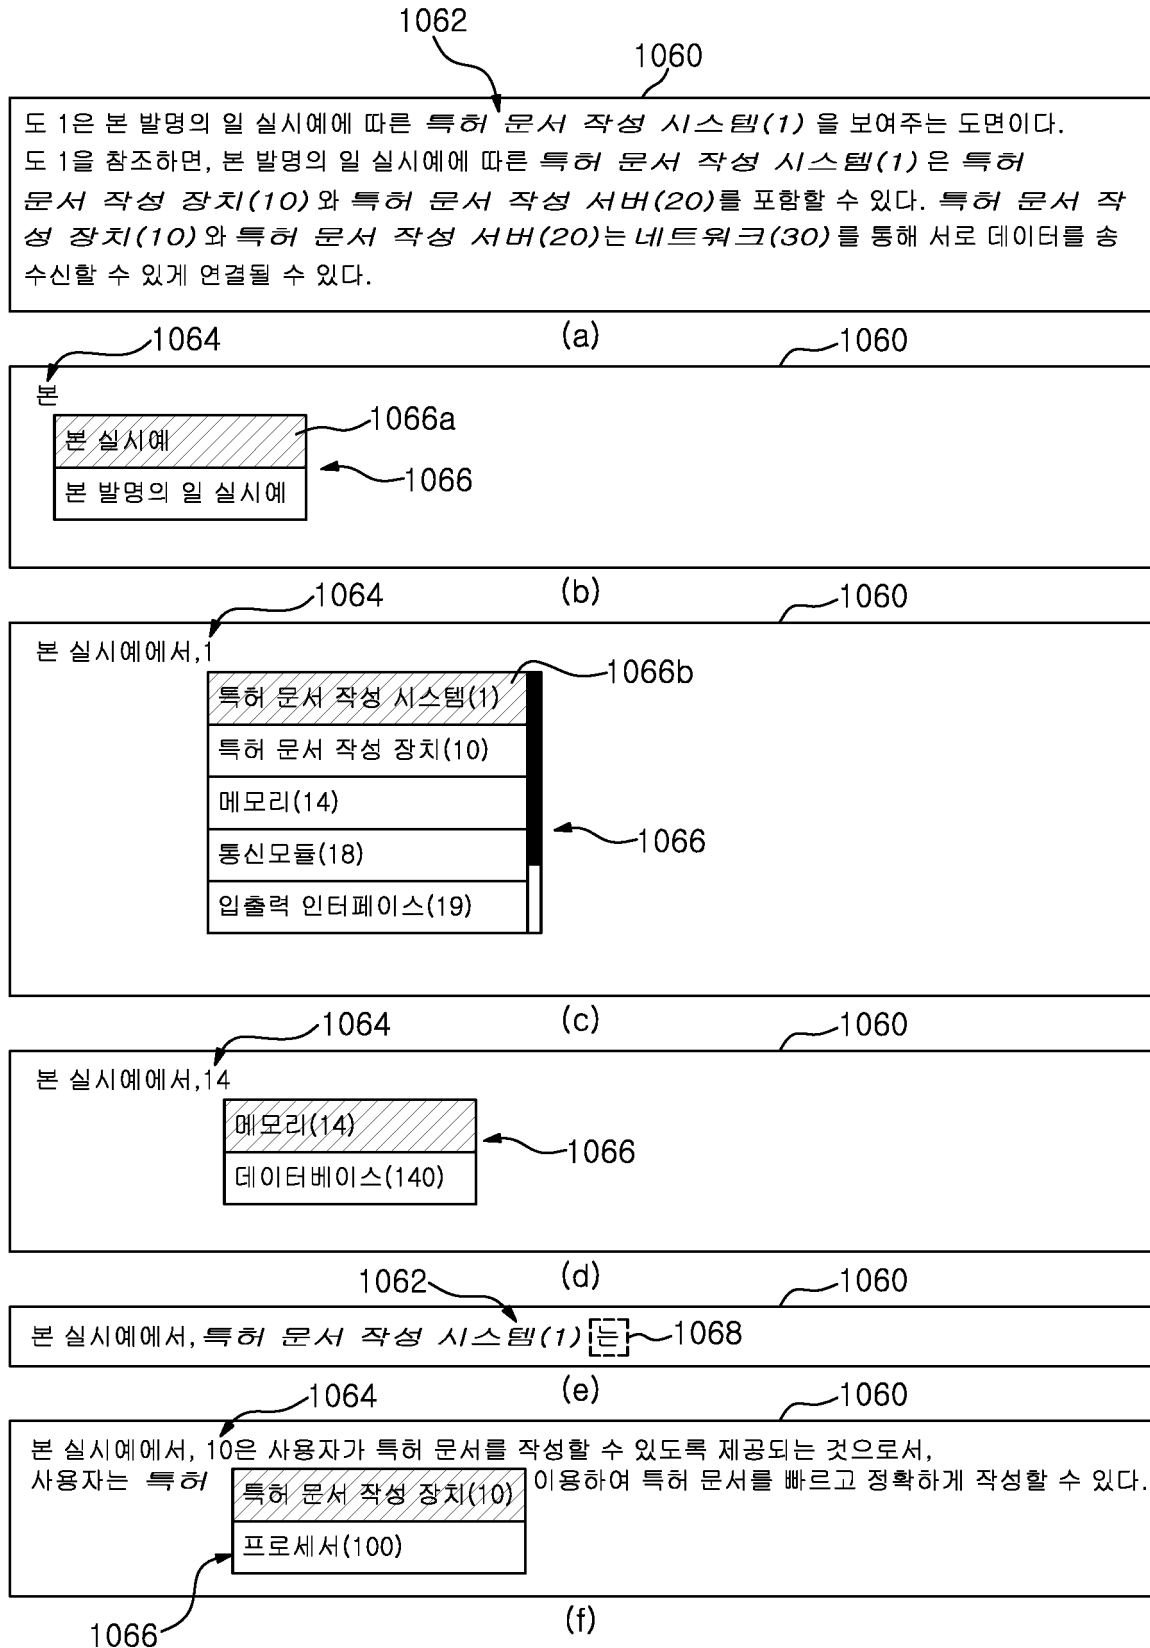 1062
1060
도 1은 본 발명의 일 실시예에 따른 특허 문서 작성 시스템(1) 을 보여주는 도면이다.
도 1을 참조하면, 본 발명의 일 실시예에 따른 특허 문서 작성 시스템(1) 은 특허
문서 작성 장치(10) 와 특허 문서 작성 서버(20)를 포함할 수 있다. 특허 문서 작
성 장치(10) 와 특허 문서 작성 서버(20)는 네트워크(30) 를 통해 서로 데이터를 송
수신할 수 있게 연결될 수 있다.
(a)
1064
1060
본
본 실시예
1066a
본 발명의 일 실시예
1066
(b)
1064
1060
본 실시예에서,1
특허 문서 작성 시스템(1)
1066b
특허 문서 작성 장치(10)
메모리(14)
통신모듈(18)
1066
입출력 인터페이스(19)
(c)
1064
1060
본 실시예에서,14
메모리(14)
1066
데이터베이스(140)
(d)
1062
1060
본 실시예에서, 특허 문서 작성 시스템(1) 는
1068
(e)
1064
1060
본 실시예에서, 10은 사용자가 특허 문서를 작성할 수 있도록 제공되는 것으로서,
사용자는 특허 특허 문서 작성 장치(10) 이용하여 특허 문서를 빠르고 정확하게 작성할 수 있다.
프로세서(100)
1066
(f)